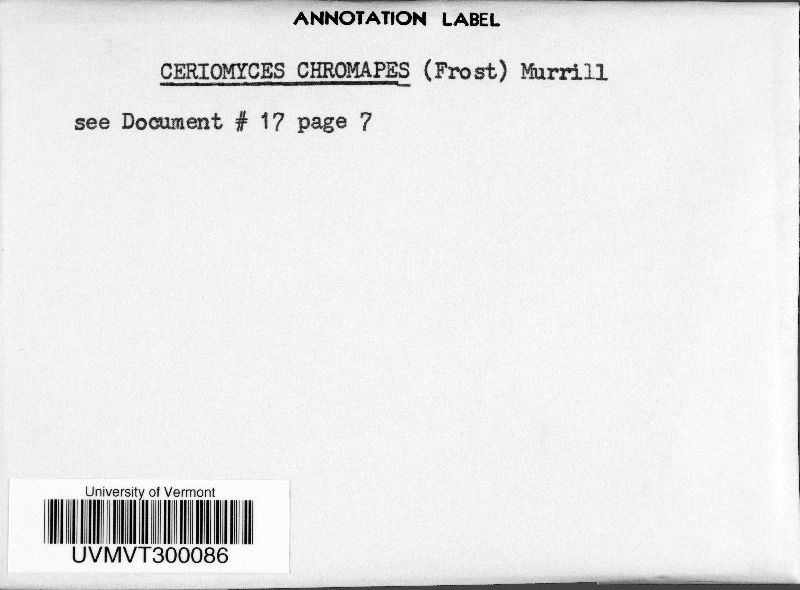 ANNOTATION LABEL
CERIOMYCES CHROMAPES (Frost) Murrill
see Document # 17 page 7
University of Vermont
UVMVT300086